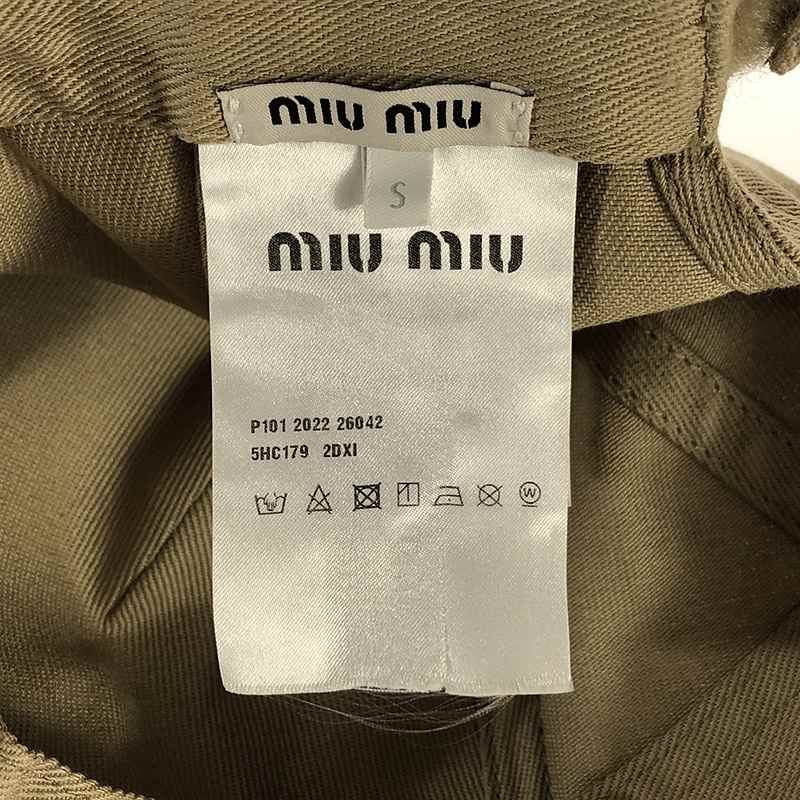 MIU MIU
S
MIU MIU
P101 2022 26042
5HC179 2DXI
W